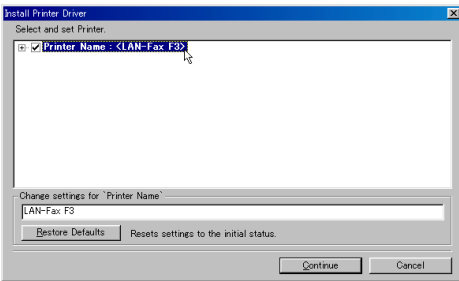 Install Printer Driver
Select and set Printer.
Printer Name : <LAN-Fax F3>
Change settings for `Printer Name`
LAN-Fax F3
Restore Defaults Resets settings to the initial status.
Continue Cancel